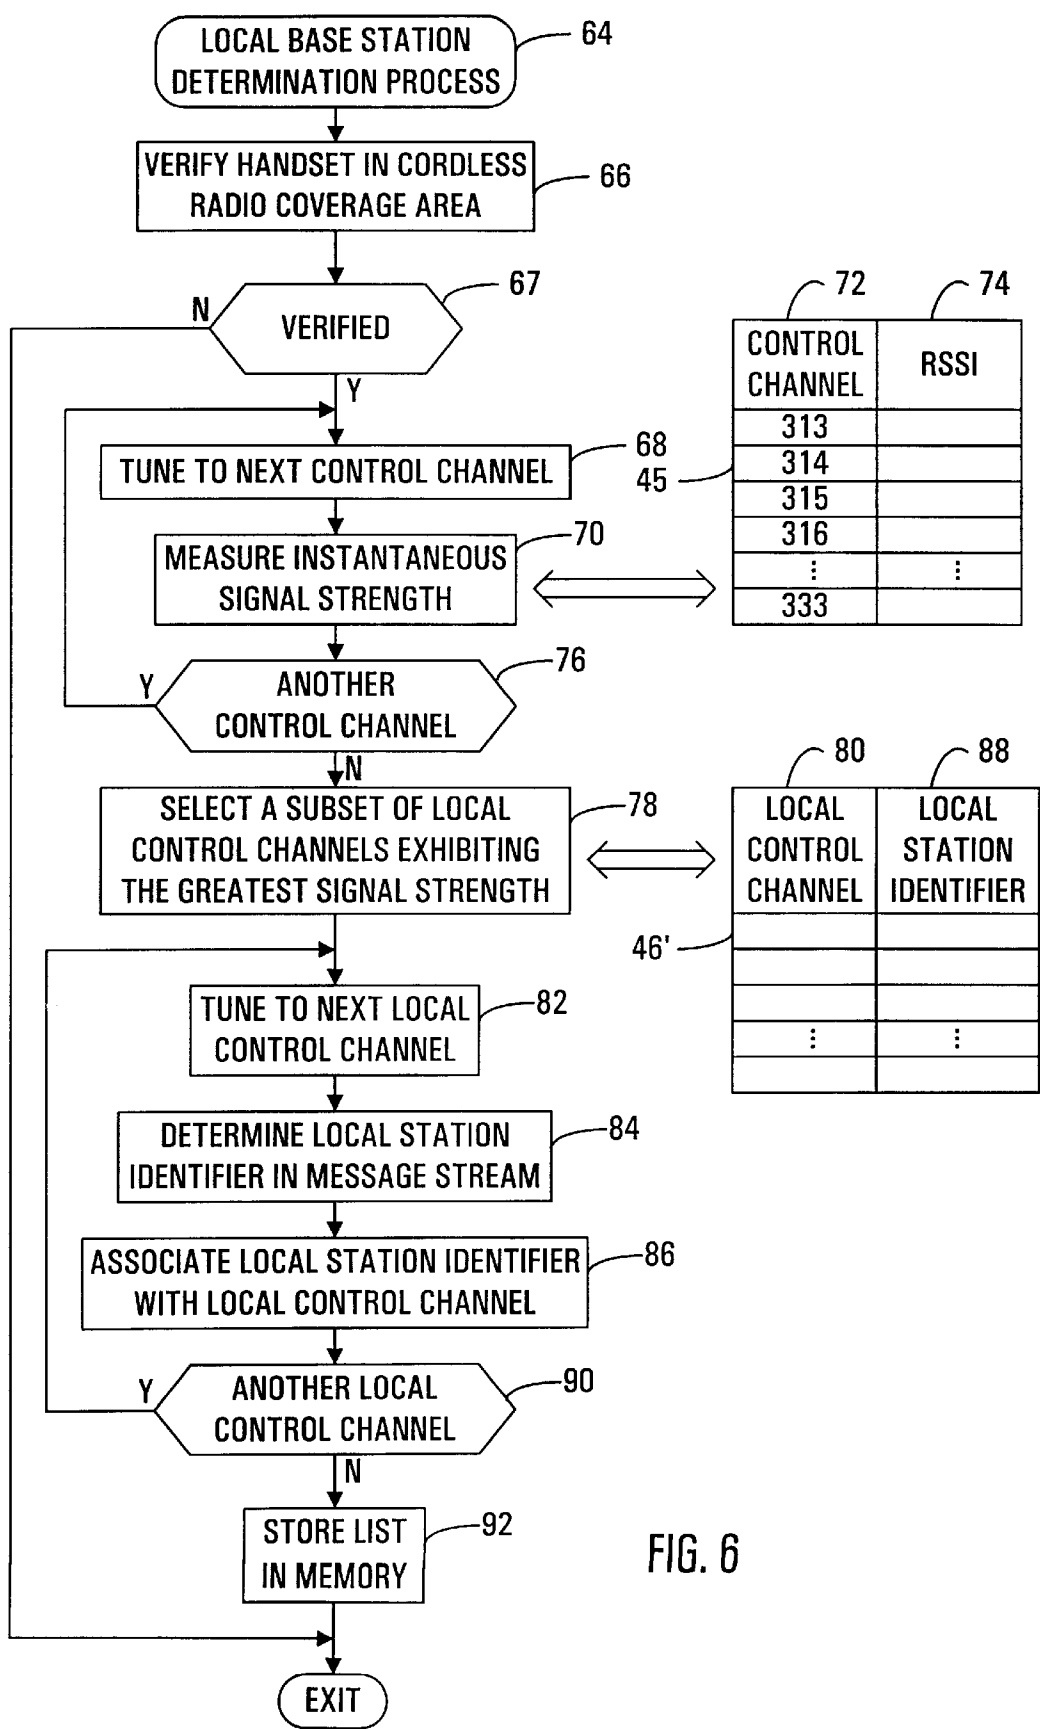 LOCAL BASE STATION
DETERMINATION PROCESS
64
VERIFY HANDSET IN CORDLESS
RADIO COVERAGE AREA
66
N
VERIFIED
67
Y
72
74
CONTROL
CHANNEL
RSSI
313
314
315
316
⋮
⋮
333
45
TUNE TO NEXT CONTROL CHANNEL
68
MEASURE INSTANTANEOUS
SIGNAL STRENGTH
70
Y
ANOTHER
CONTROL CHANNEL
76
N
SELECT A SUBSET OF LOCAL
CONTROL CHANNELS EXHIBITING
THE GREATEST SIGNAL STRENGTH
78
80
88
LOCAL
CONTROL
CHANNEL
LOCAL
STATION
IDENTIFIER
⋮
⋮
46'
TUNE TO NEXT LOCAL
CONTROL CHANNEL
82
DETERMINE LOCAL STATION
IDENTIFIER IN MESSAGE STREAM
84
ASSOCIATE LOCAL STATION IDENTIFIER
WITH LOCAL CONTROL CHANNEL
86
Y
ANOTHER LOCAL
CONTROL CHANNEL
90
N
STORE LIST
IN MEMORY
92
FIG. 6
EXIT